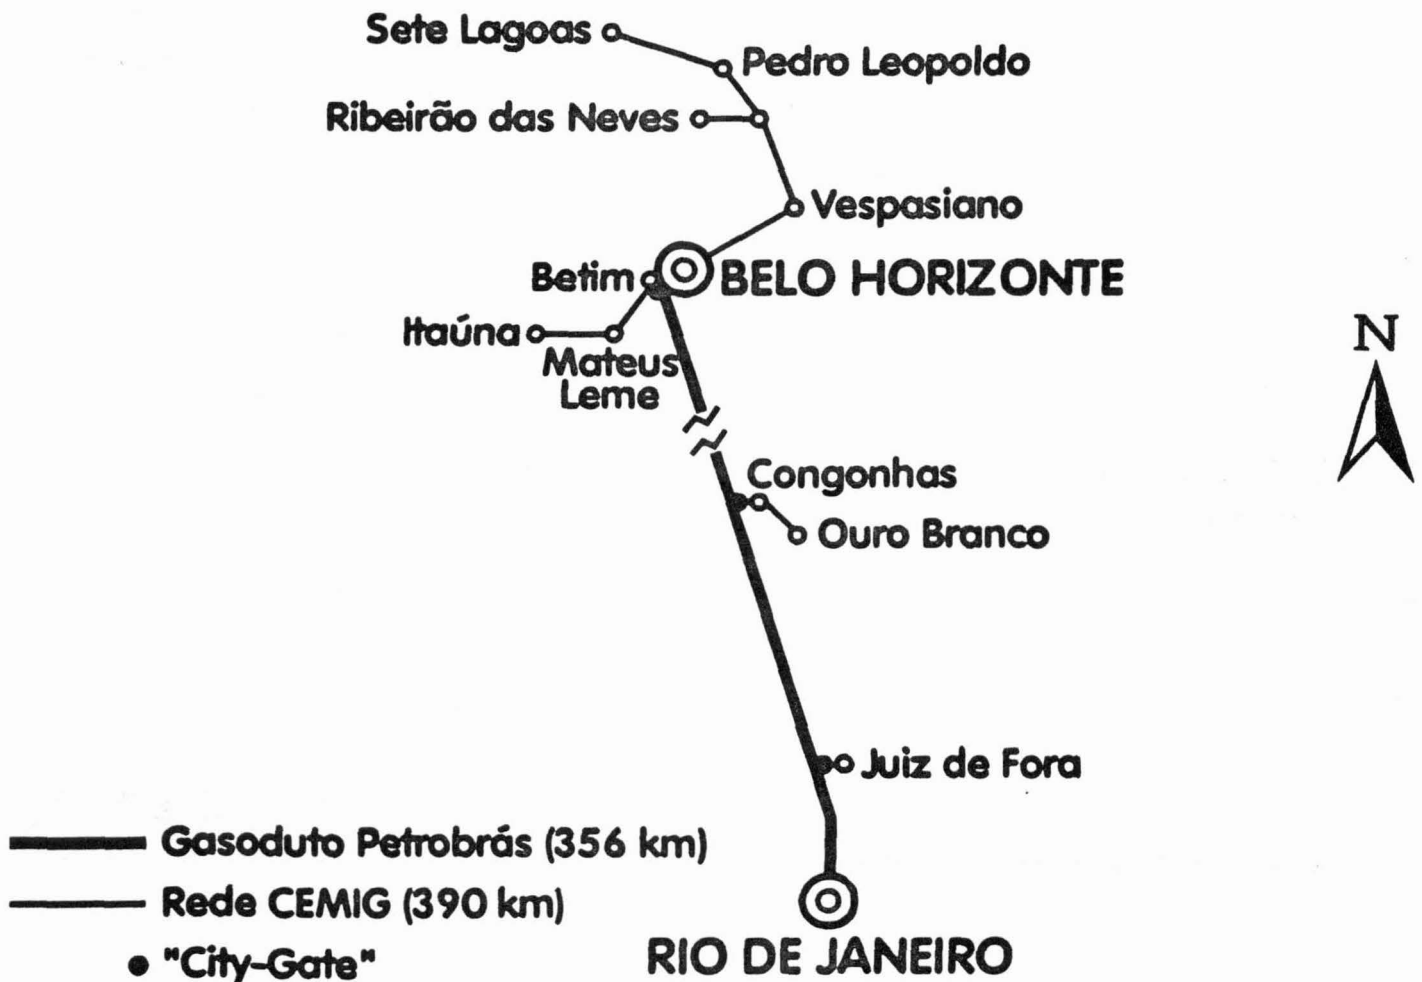 Sete Lagoas
Pedro Leopoldo
Ribeirão das Neves
Vespasiano
Betim
BELO HORIZONTE
Itaúna
Mateus
Leme
N
Congonhas
Ouro Branco
Juiz de Fora
Gasoduto Petrobrás (356 km)
Rede CEMIG (390 km)
"City-Gate"
RIO DE JANEIRO